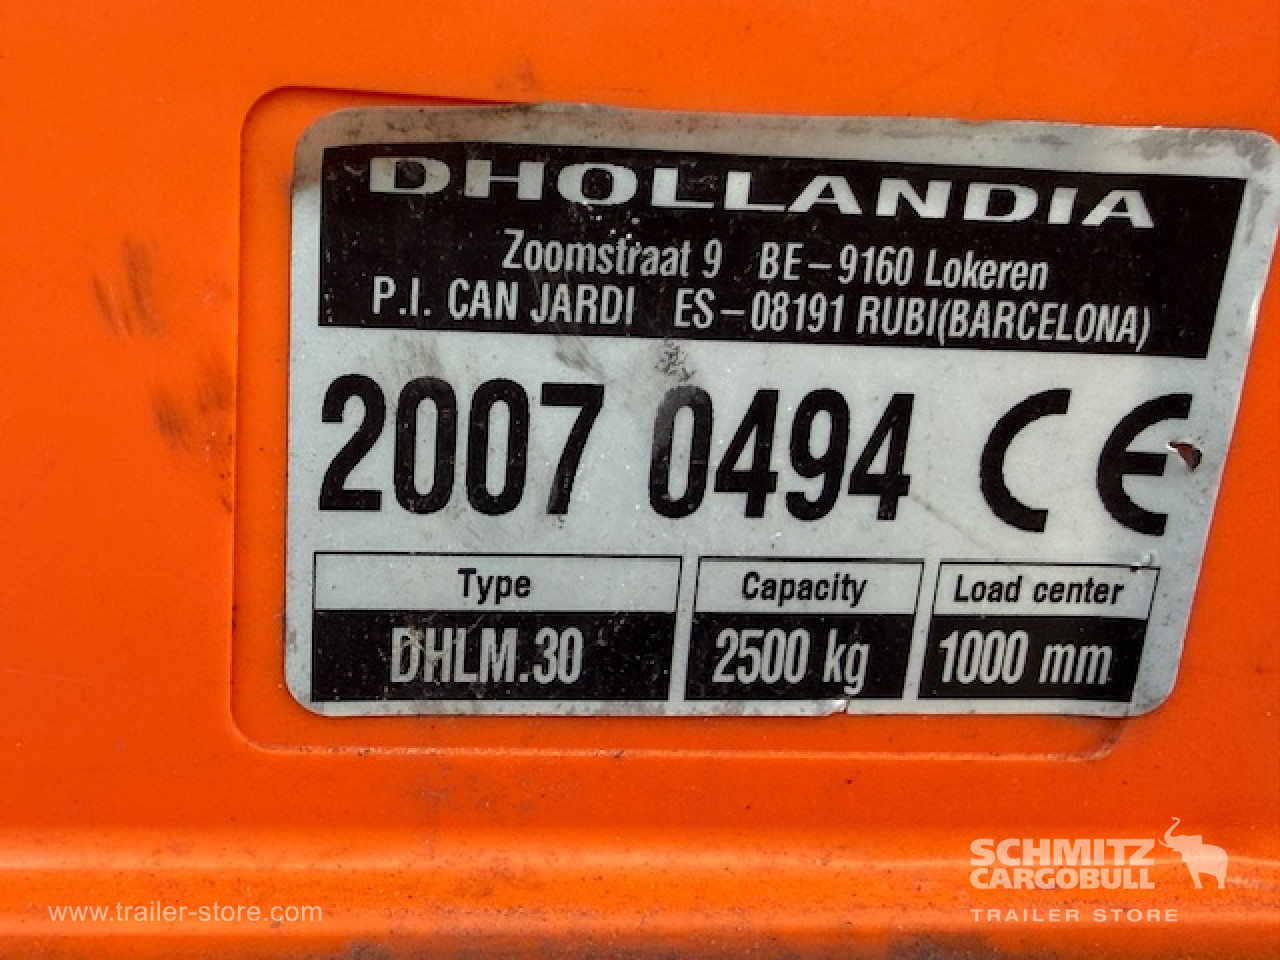 DHOLLANDIA
Zoomstraat 9 BE-9160 Lokeren
P.I. CAN JARDI ES-08191 RUBI(BARCELONA)
2007 0494 CE
Type Capacity Load center
DHLM.30 2500 kg 1000 mm
SCHMITZ
CARGOBULL
www.trailer-store.com TRAILER STORE